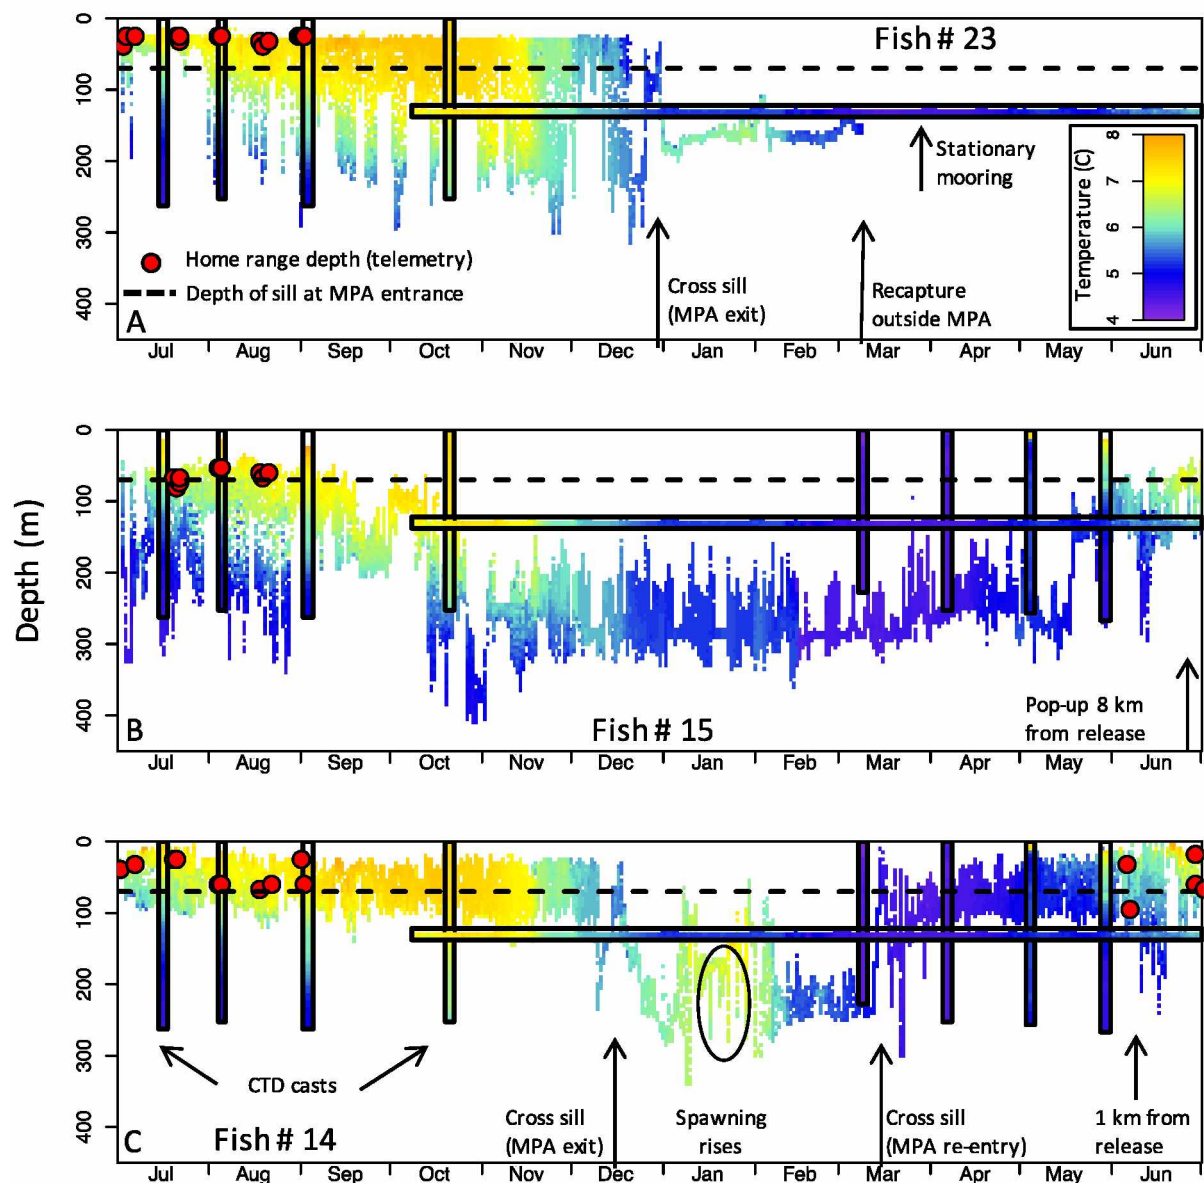 Fish # 23
0
100
200
300
400
Stationary
mooring
Temperature (C)
8
7
6
5
4
Home range depth (telemetry)
Depth of sill at MPA entrance
Cross sill
(MPA exit)
Recapture
outside MPA
A
Jul Aug Sep Oct Nov Dec Jan Feb Mar Apr May Jun
Depth (m)
0
100
200
300
400
Pop-up 8 km
from release
B
Fish # 15
Jul Aug Sep Oct Nov Dec Jan Feb Mar Apr May Jun
0
100
200
300
400
CTD casts
Cross sill
(MPA exit)
Spawning
rises
Cross sill
(MPA re-entry)
1 km from
release
C
Fish # 14
Jul Aug Sep Oct Nov Dec Jan Feb Mar Apr May Jun